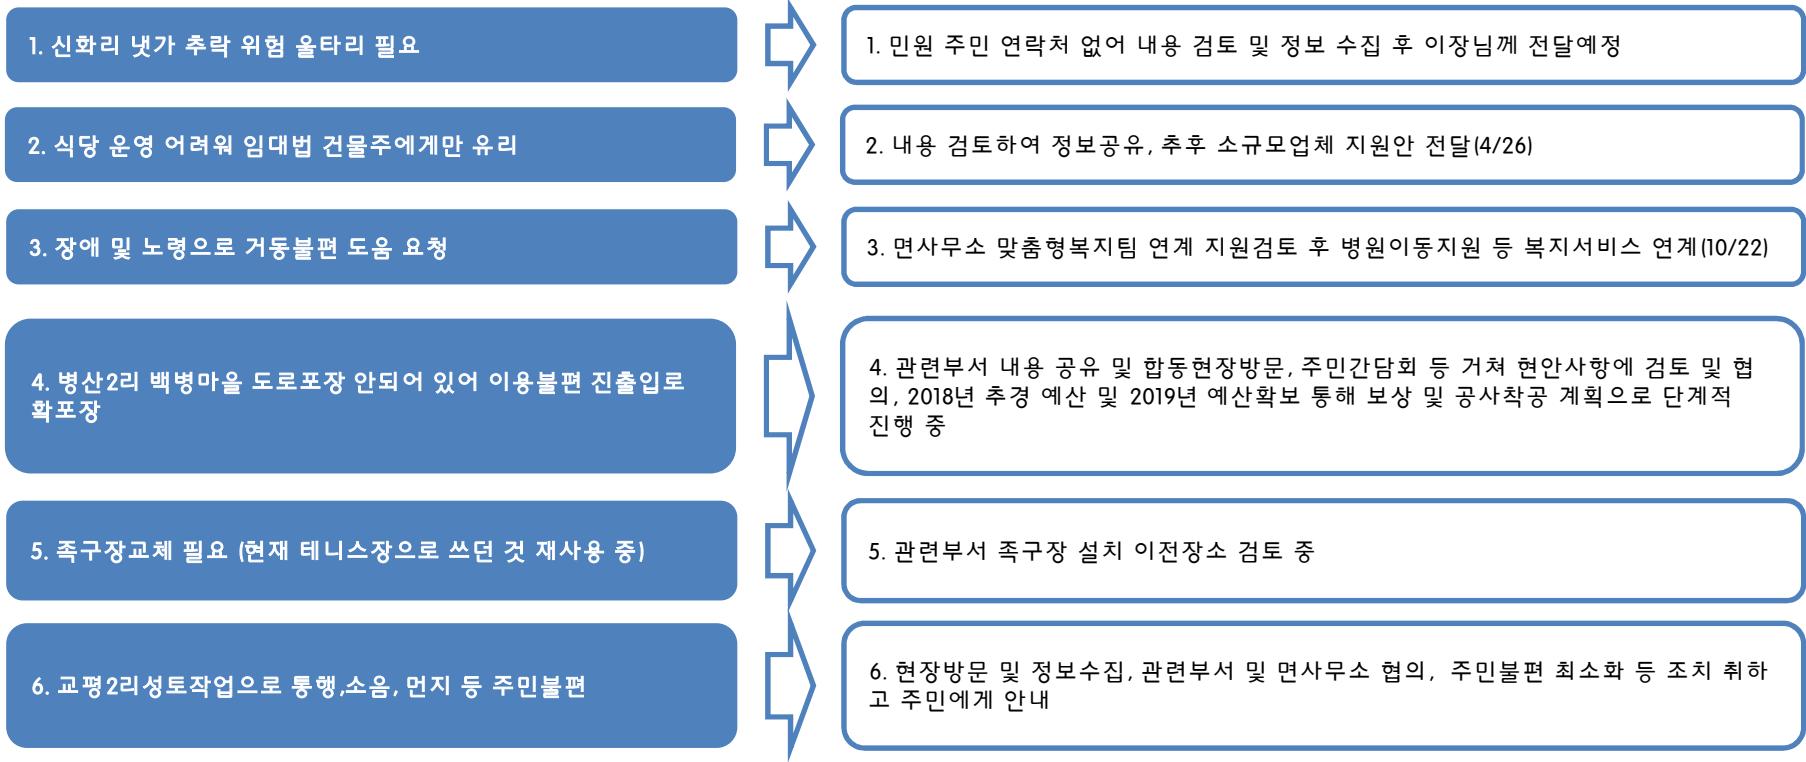 1. 신화리 냇가 추락 위험 울타리 필요
1. 민원 주민 연락처 없어 내용 검토 및 정보 수집 후 이장님께 전달예정
2. 식당 운영 어려워 임대법 건물주에게만 유리
2. 내용 검토하여 정보공유, 추후 소규모업체 지원안 전달(4/26)
3. 장애 및 노령으로 거동불편 도움 요청
3. 면사무소 맞춤형복지팀 연계 지원검토 후 병원이동지원 등 복지서비스 연계(10/22)
4. 병산2리 백병마을 도로포장 안되어 있어 이용불편 진출입로
확포장
4. 관련부서 내용 공유 및 합동현장방문, 주민간담회 등 거쳐 현안사항에 검토 및 협
의, 2018년 추경 예산 및 2019년 예산확보 통해 보상 및 공사착공 계획으로 단계적
진행 중
5. 족구장교체 필요 (현재 테니스장으로 쓰던 것 재사용 중)
5. 관련부서 족구장 설치 이전장소 검토 중
6. 교평2리성토작업으로 통행,소음, 먼지 등 주민불편
6. 현장방문 및 정보수집, 관련부서 및 면사무소 협의, 주민불편 최소화 등 조치 취하
고 주민에게 안내